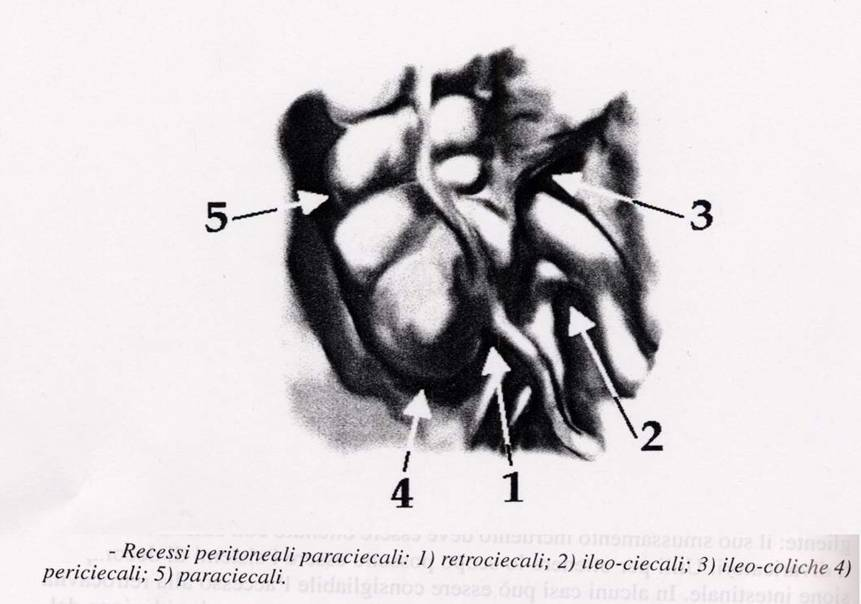 5
3
2
4
1
- Recessi peritoneali paraciecali: 1) retrociecali; 2) ileo-ciecali; 3) ileo-coliche 4)
periciecali; 5) paraciecali.